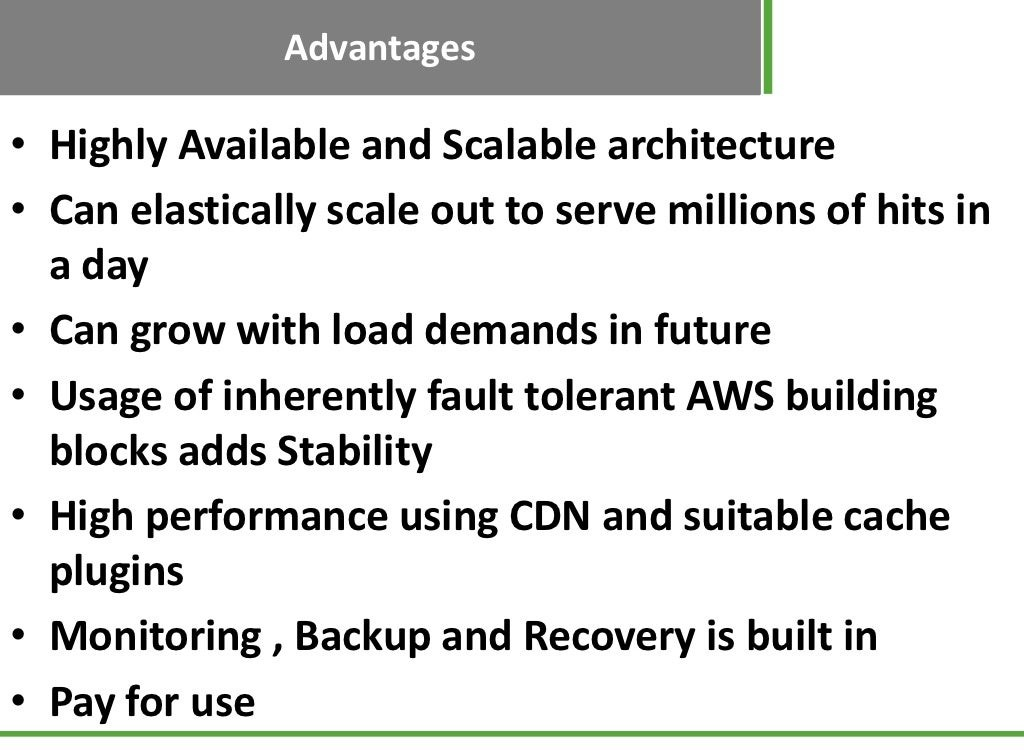 Advantages
• Highly Available and Scalable architecture
• Can elastically scale out to serve millions of hits in
a day
• Can grow with load demands in future
• Usage of inherently fault tolerant AWS building
blocks adds Stability
• High performance using CDN and suitable cache
plugins
• Monitoring , Backup and Recovery is built in
• Pay for use